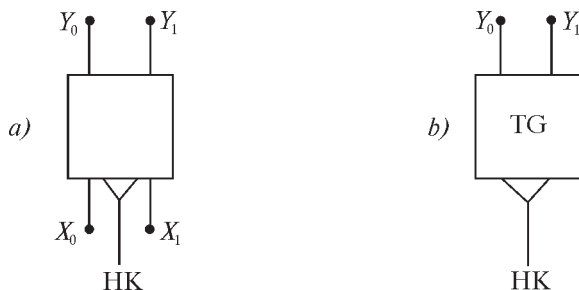 Y₀ Y₁
a)
X₀ X₁
HK
Y₀ Y₁
b) TG
HK